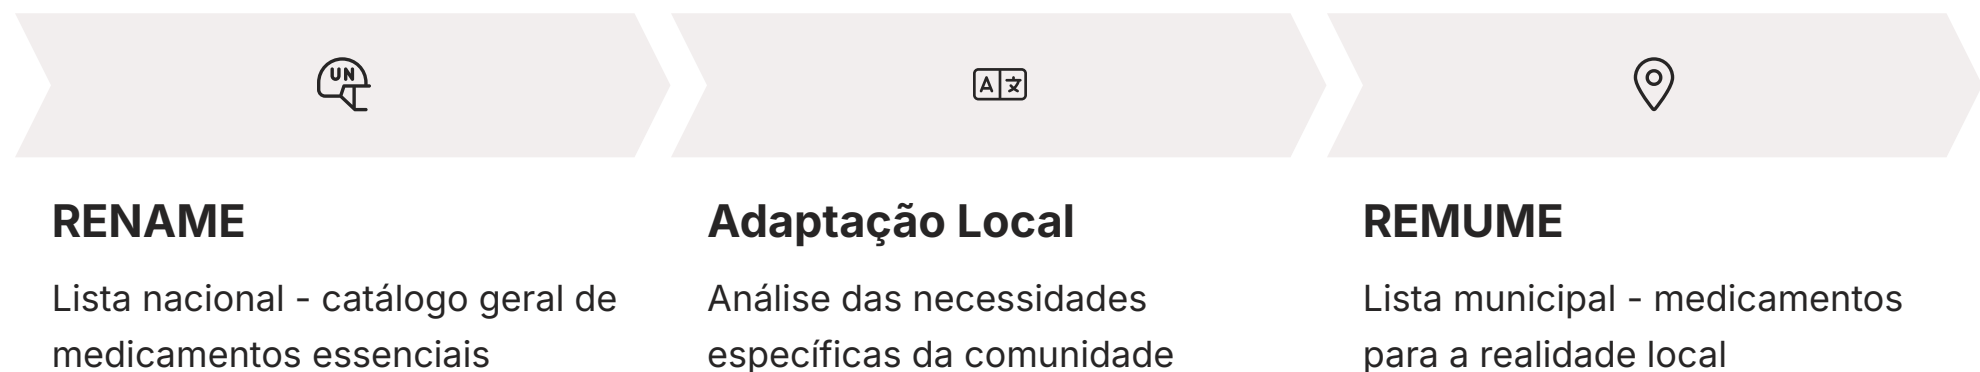 UN
A 文
RENAME
Lista nacional - catálogo geral de
medicamentos essenciais
Adaptação Local
Análise das necessidades
específicas da comunidade
REMUME
Lista municipal - medicamentos
para a realidade local